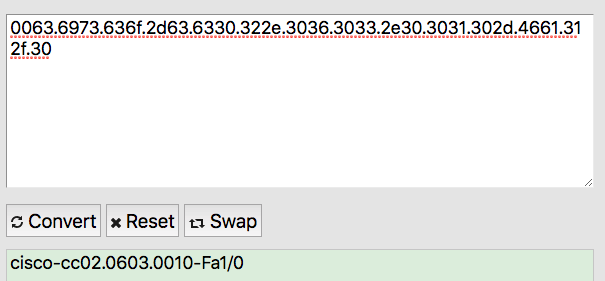 0063.6973.636f.2d63.6330.322e.3036.3033.2e30.3031.302d.4661.31
2f.30
Convert Reset Swap
cisco-cc02.0603.0010-Fa1/0